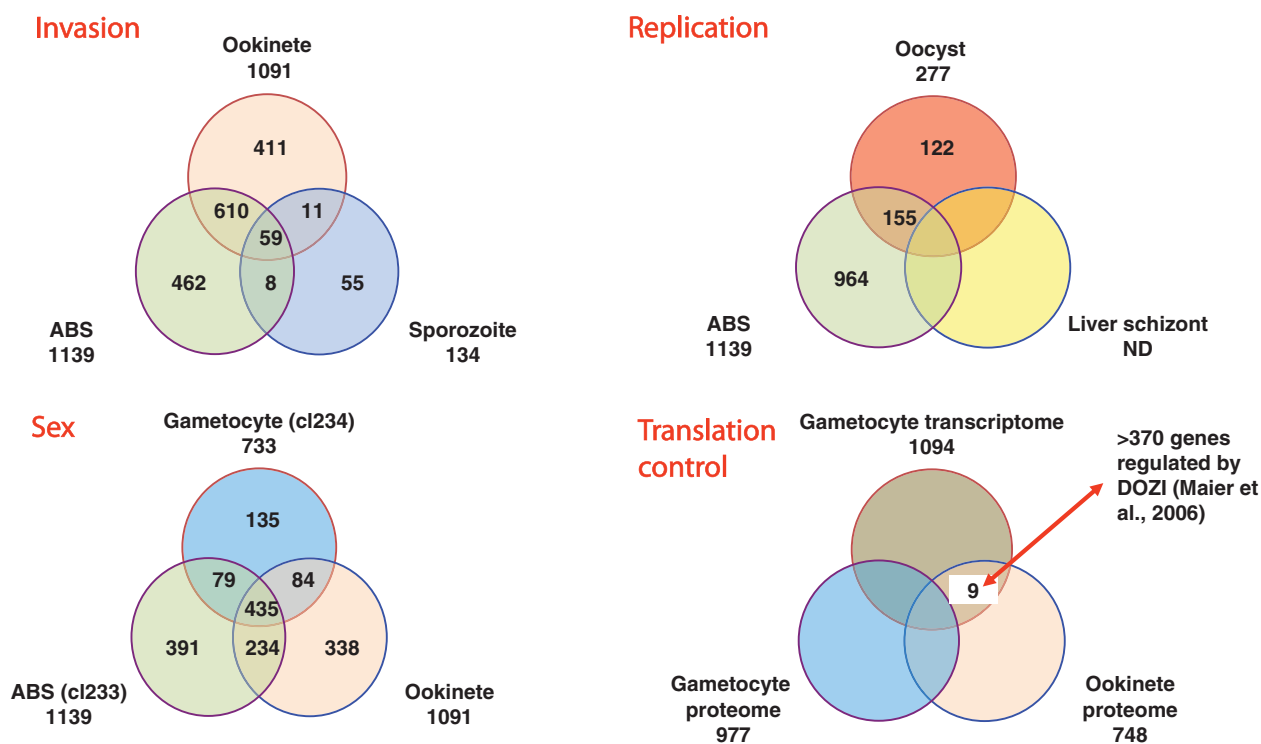 Invasion
Ookinete
1091
411
610
11
59
462
8
55
ABS
1139
Sporozoite
134
Replication
Oocyst
277
122
155
964
ABS
1139
Liver schizont
ND
Sex
Gametocyte (cl234)
733
135
79
84
435
391
234
338
ABS (cl233)
1139
Ookinete
1091
Translation
control
Gametocyte transcriptome
1094
>370 genes
regulated by
DOZI (Maier et
al., 2006)
9
Gametocyte
proteome
977
Ookinete
proteome
748